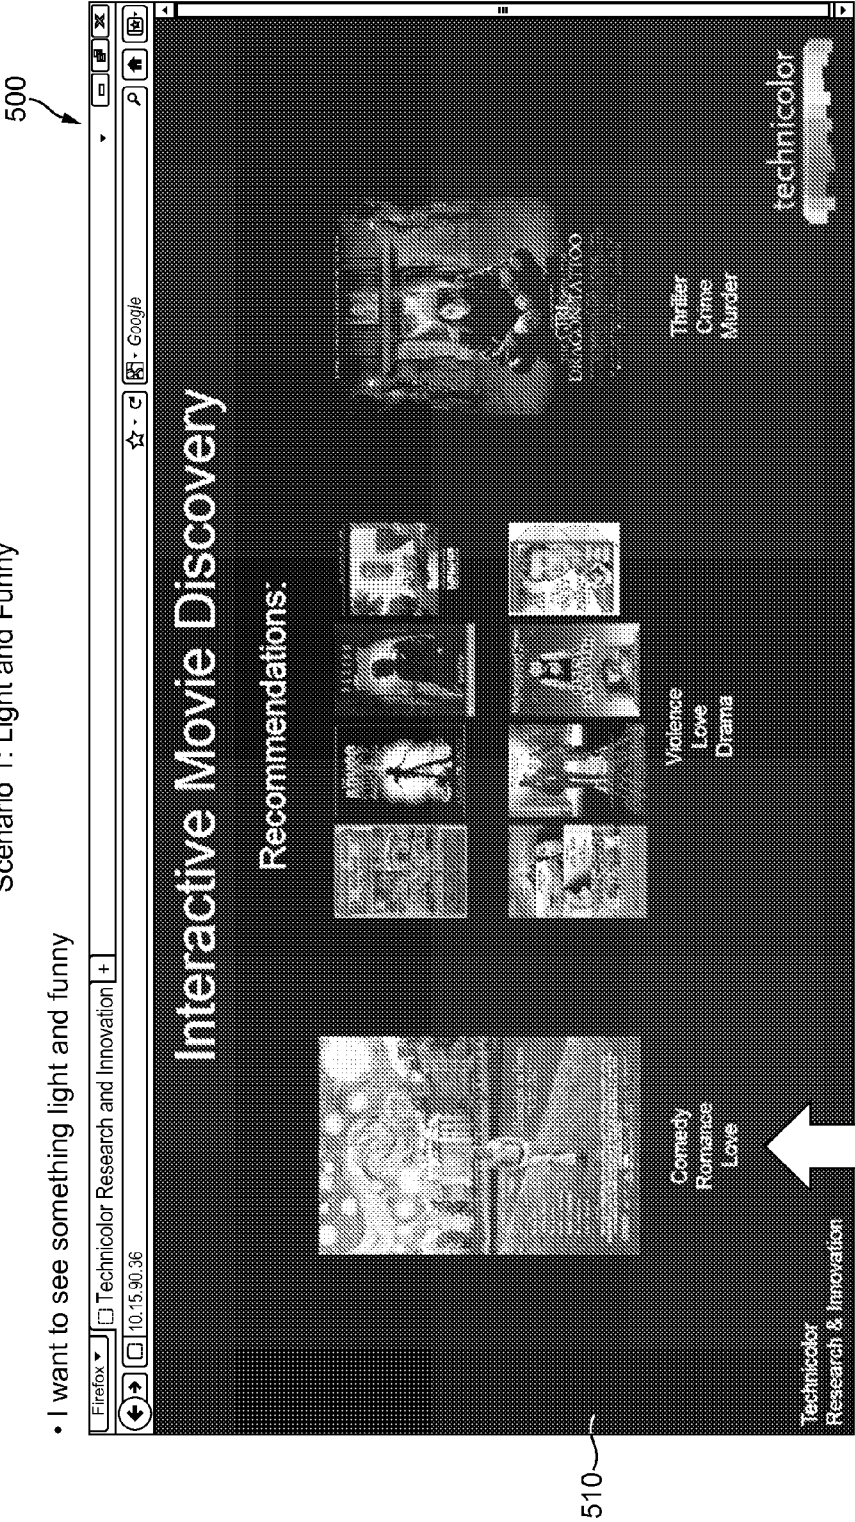 Scenario 1: Light and Funny
500
• I want to see something light and funny
Firefox
Technicolor Research and Innovation
+
10.15.90.36
Google
Interactive Movie Discovery
Recommendations:
DRAGON TATTOO
Comedy
Romance
Love
Violence
Love
Drama
Thriller
Crime
Murder
510
Technicolor
Research & Innovation
technicolor